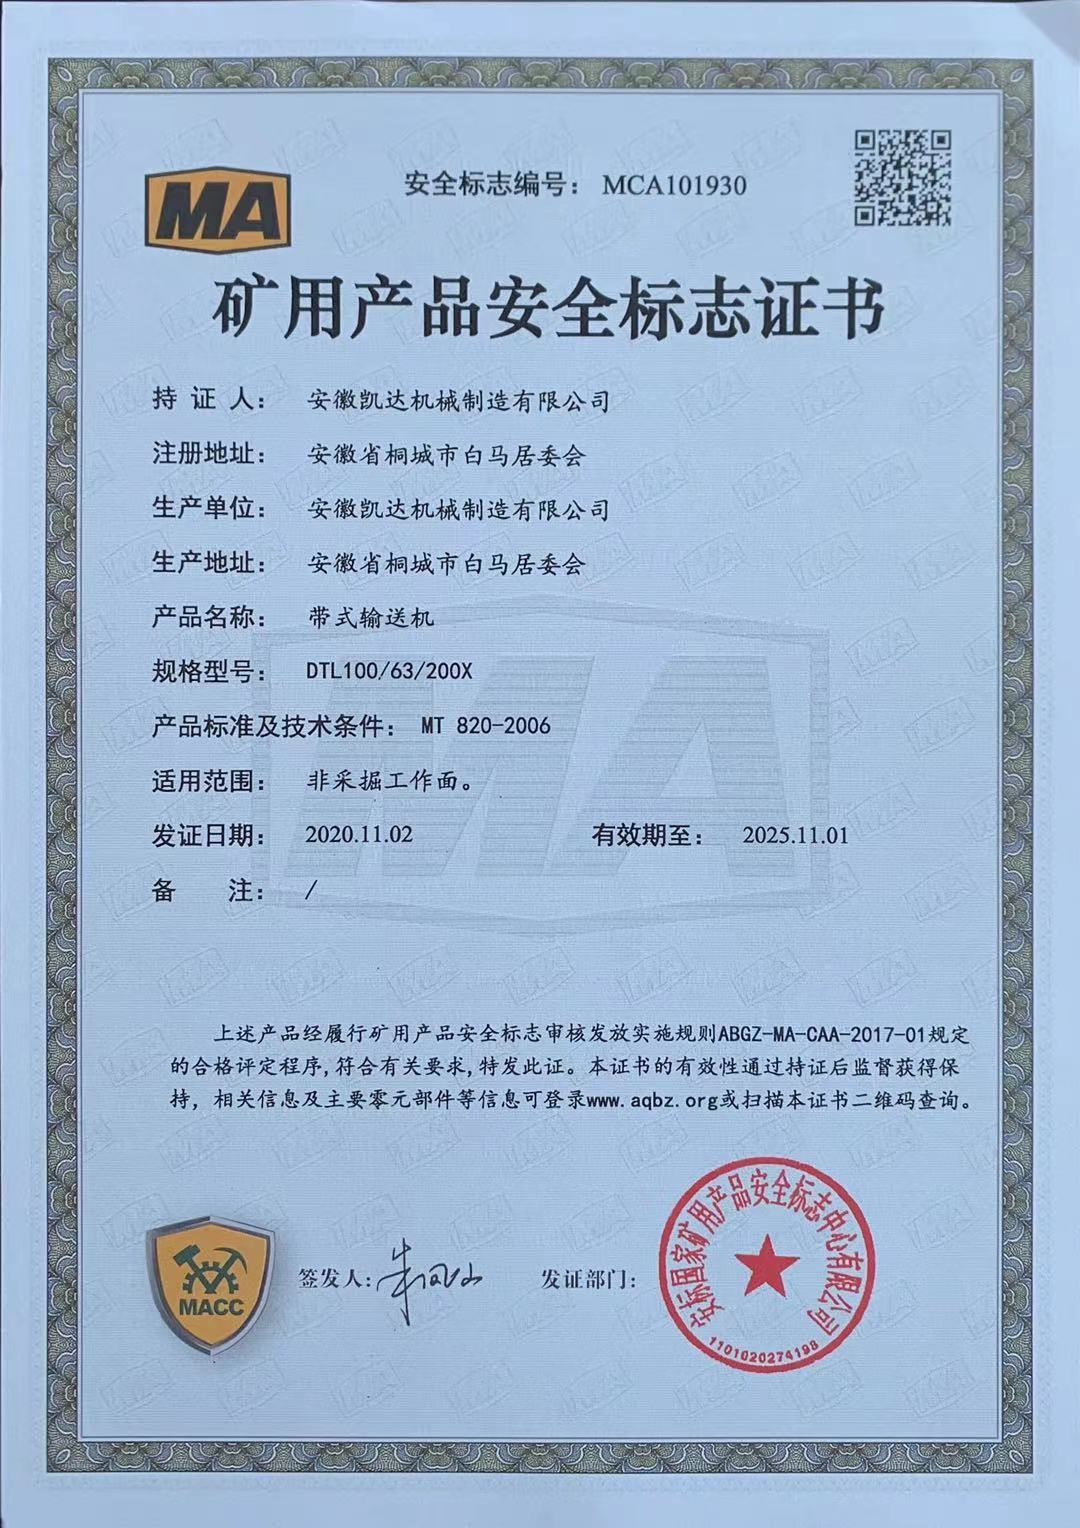 MA
安全标志编号： MCA101930
矿用产品安全标志证书
持 证 人： 安徽凯达机械制造有限公司
注册地址： 安徽省桐城市白马居委会
生产单位： 安徽凯达机械制造有限公司
生产地址： 安徽省桐城市白马居委会
产品名称： 带式输送机
规格型号： DTL100/63/200X
产品标准及技术条件： MT 820-2006
适用范围： 非采掘工作面。
发证日期： 2020.11.02 有效期至： 2025.11.01
备 注： /
上述产品经履行矿用产品安全标志审核发放实施规则ABGZ-MA-CAA-2017-01规定
的合格评定程序,符合有关要求,特发此证。本证书的有效性通过持证后监督获得保
持，相关信息及主要零元部件等信息可登录www.aqbz.org或扫描本证书二维码查询。
MACC
签发人：
发证部门：
安标国家矿用产品安全标志中心有限公司
1101020274198